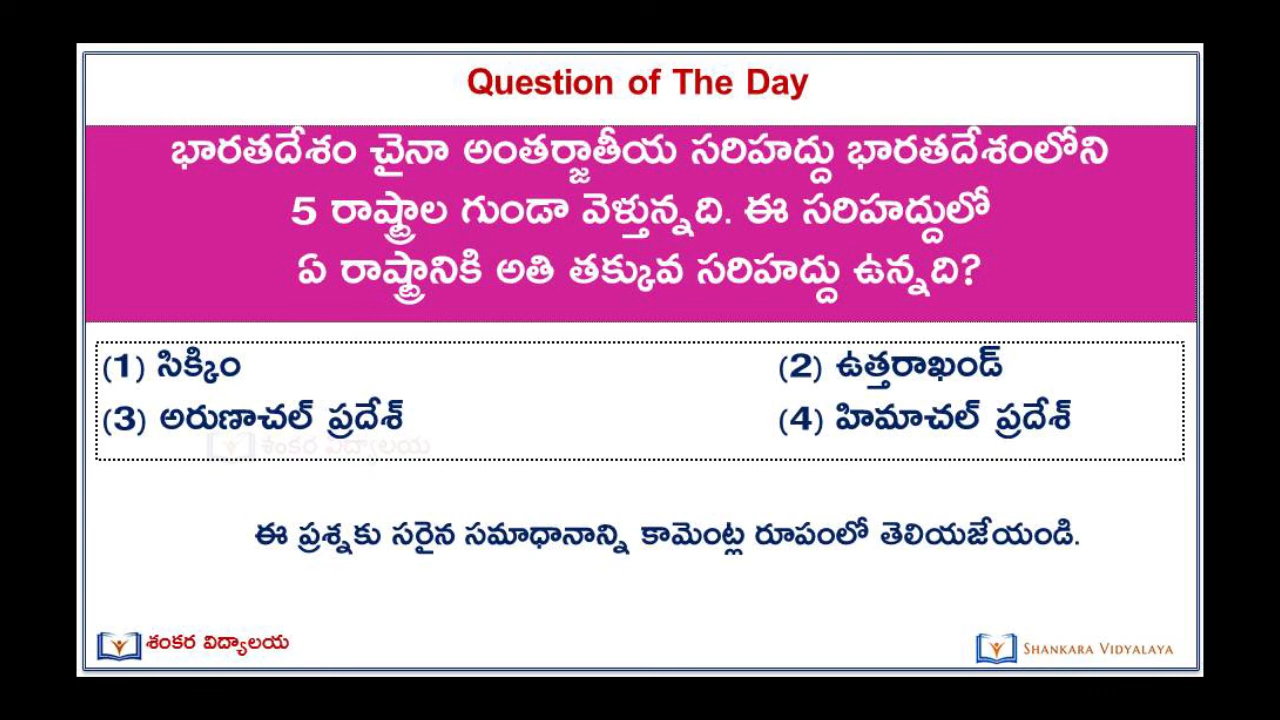 Question of The Day
భారతదేశం చైనా అంతర్జాతీయ సరిహద్దు భారతదేశంలోని
5 రాష్ట్రాల గుండా వెళ్తున్నది. ఈ సరిహద్దులో
ఏ రాష్ట్రానికి అతి తక్కువ సరిహద్దు ఉన్నది?
(1) సిక్కిం (2) ఉత్తరాఖండ్
(3) అరుణాచల్ ప్రదేశ్ (4) హిమాచల్ ప్రదేశ్
శంకర విద్యాలయ
ఈ ప్రశ్నకు సరైన సమాధానాన్ని కామెంట్ల రూపంలో తెలియజేయండి.
శంకర విద్యాలయ SHANKARA VIDYALAYA